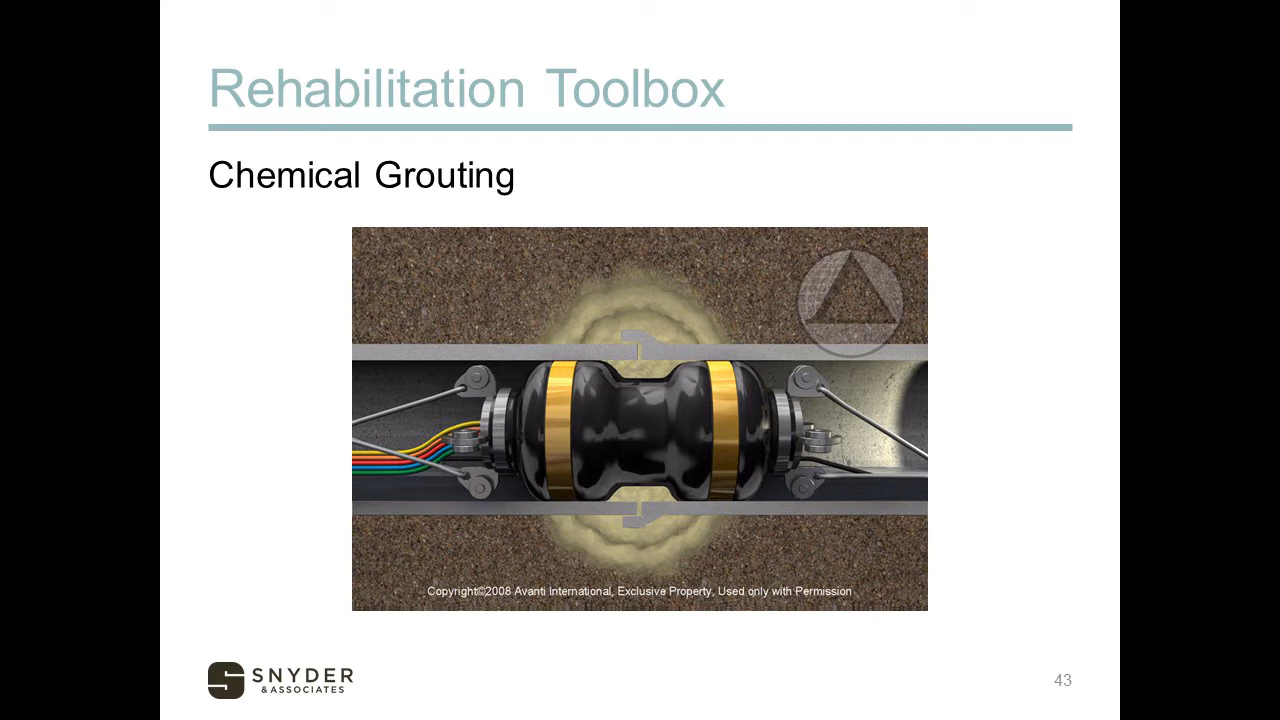 Rehabilitation Toolbox
Chemical Grouting
Copyright©2008 Avanti International, Exclusive Property, Used only with Permission
SNYDER
& ASSOCIATES
43